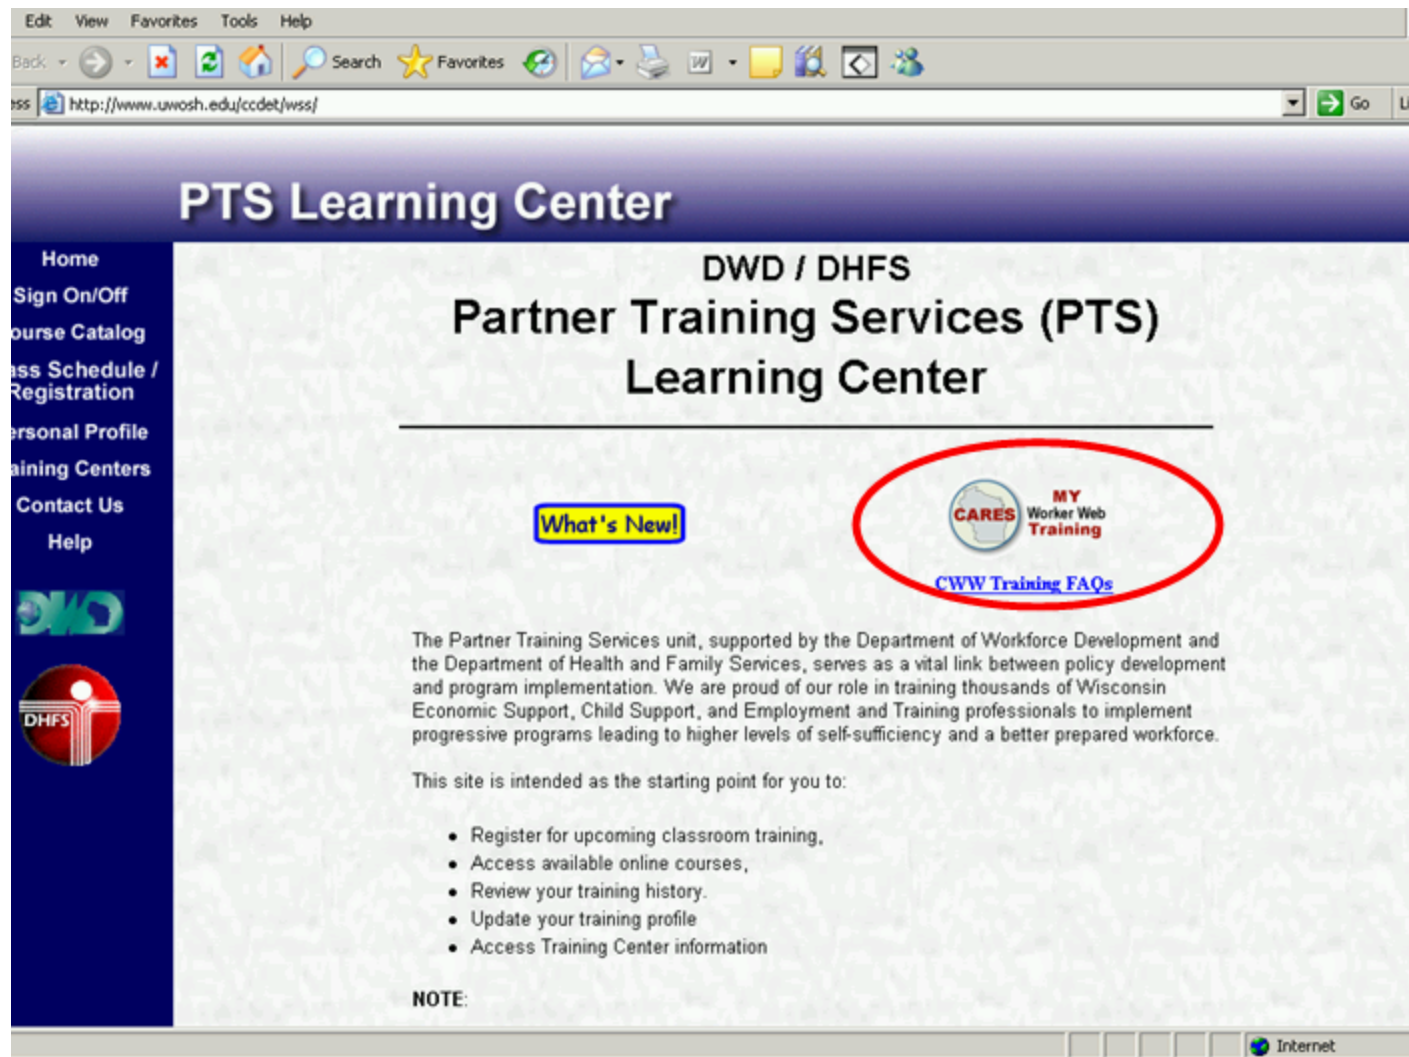 Edit View Favorites Tools Help
Back Search Favorites
ess http://www.uwosh.edu/ccdet/wss/ Go Li
PTS Learning Center
Home
Sign On/Off
ourse Catalog
ass Schedule /
Registration
ersonal Profile
aining Centers
Contact Us
Help
DWD
DHFS
DWD / DHFS
Partner Training Services (PTS)
Learning Center
What's New!
MY
CARES Worker Web
Training
CWW Training FAQs
The Partner Training Services unit, supported by the Department of Workforce Development and
the Department of Health and Family Services, serves as a vital link between policy development
and program implementation. We are proud of our role in training thousands of Wisconsin
Economic Support, Child Support, and Employment and Training professionals to implement
progressive programs leading to higher levels of self-sufficiency and a better prepared workforce.
This site is intended as the starting point for you to:
• Register for upcoming classroom training,
• Access available online courses,
• Review your training history.
• Update your training profile
• Access Training Center information
NOTE:
Internet